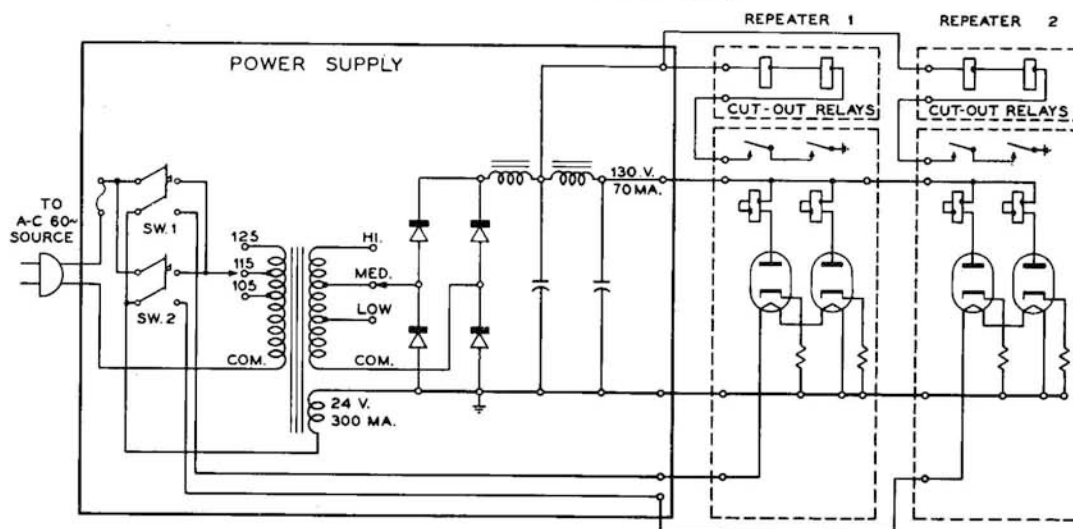 REPEATER 1
REPEATER 2
POWER SUPPLY
CUT-OUT RELAYS
CUT-OUT RELAYS
130 V.
70 MA.
TO
A-C 60~
SOURCE
SW.1
SW.2
125
115
105
COM.
HI.
MED.
LOW
COM.
24 V.
300 MA.